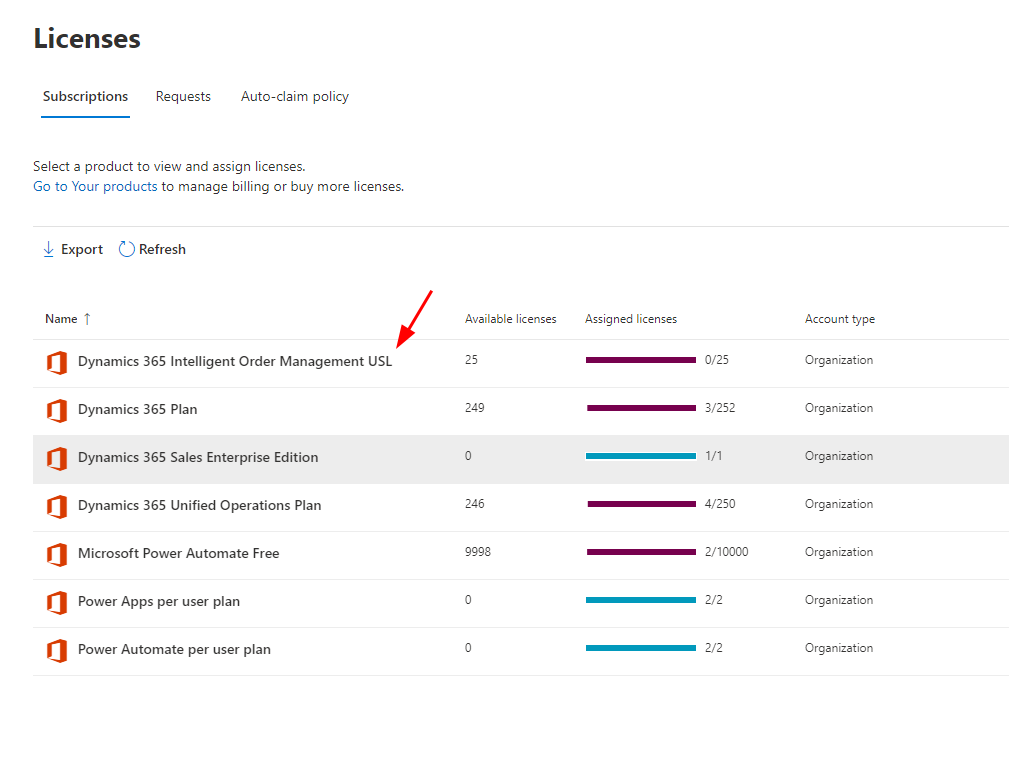 Licenses
Subscriptions Requests Auto-claim policy
Select a product to view and assign licenses.
Go to Your products to manage billing or buy more licenses.
Export Refresh
Name ↑ Available licenses Assigned licenses Account type
Dynamics 365 Intelligent Order Management USL 25 0/25 Organization
Dynamics 365 Plan 249 3/252 Organization
Dynamics 365 Sales Enterprise Edition 0 1/1 Organization
Dynamics 365 Unified Operations Plan 246 4/250 Organization
Microsoft Power Automate Free 9998 2/10000 Organization
Power Apps per user plan 0 2/2 Organization
Power Automate per user plan 0 2/2 Organization